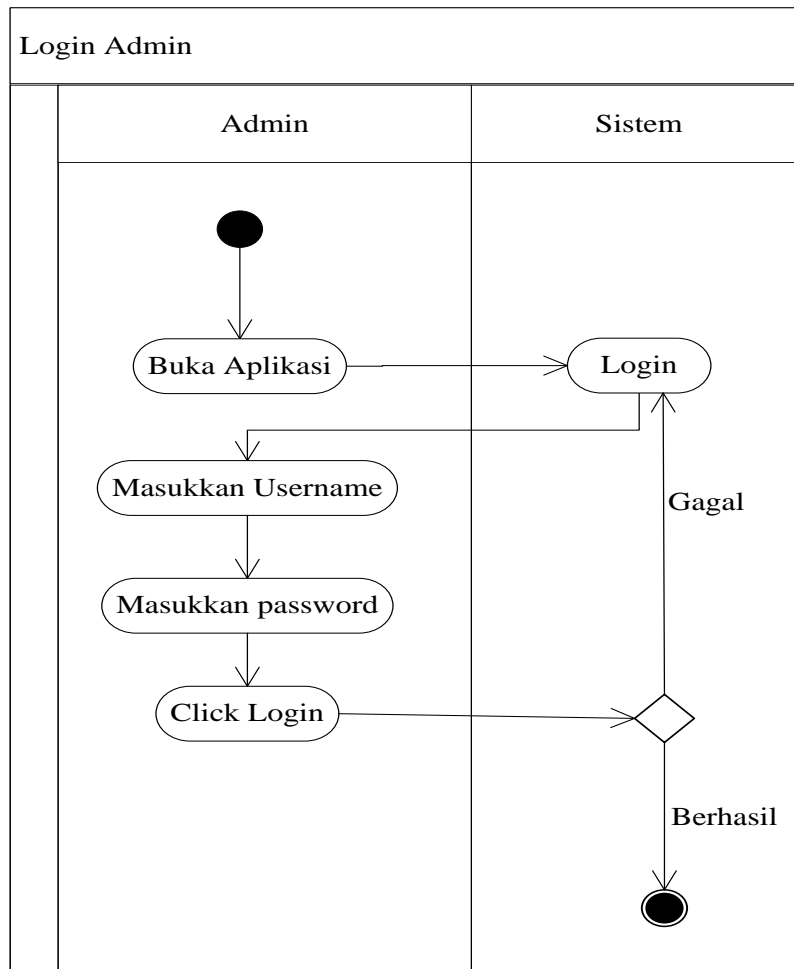 Login Admin
Admin
Sistem
Buka Aplikasi
Login
Masukkan Username
Gagal
Masukkan password
Click Login
Berhasil